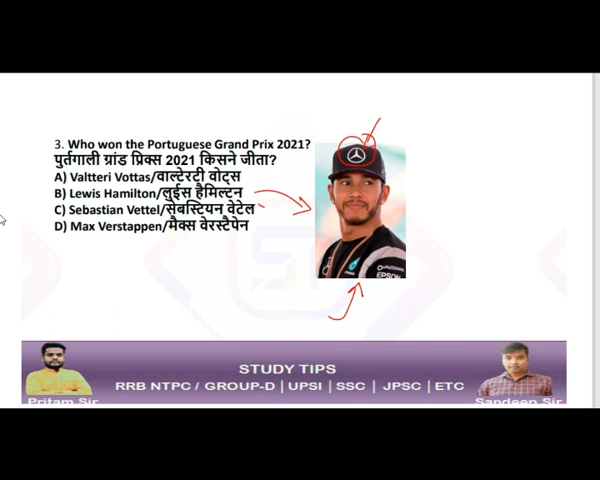 3. Who won the Portuguese Grand Prix 2021?
पुर्तगाली ग्रांड प्रिक्स 2021 किसने जीता?
A) Valtteri Vottas/वाल्टेरटी वोट्स
B) Lewis Hamilton/लुईस हैमिल्टन
C) Sebastian Vettel/सेबस्टियन वेटेल
D) Max Verstappen/मैक्स वेरस्टैपेन
QUALCOMM
EPSON
STUDY TIPS
RRB NTPC / GROUP-D | UPSI | SSC | JPSC | ETC
Pritam Sir
Sandeep Sir